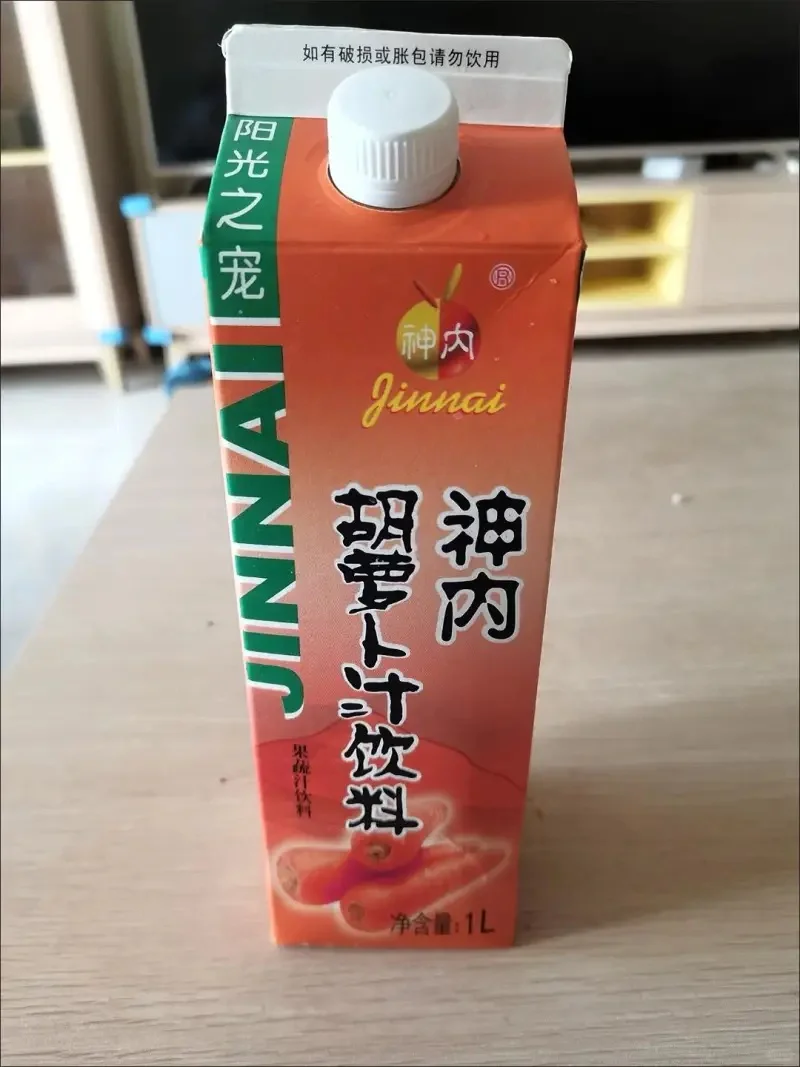 如有破损或胀包请勿饮用
阳光之宠
JINNAI
神内
®
Jinnai
神内
胡萝卜汁饮料
果蔬汁饮料
净含量:1L